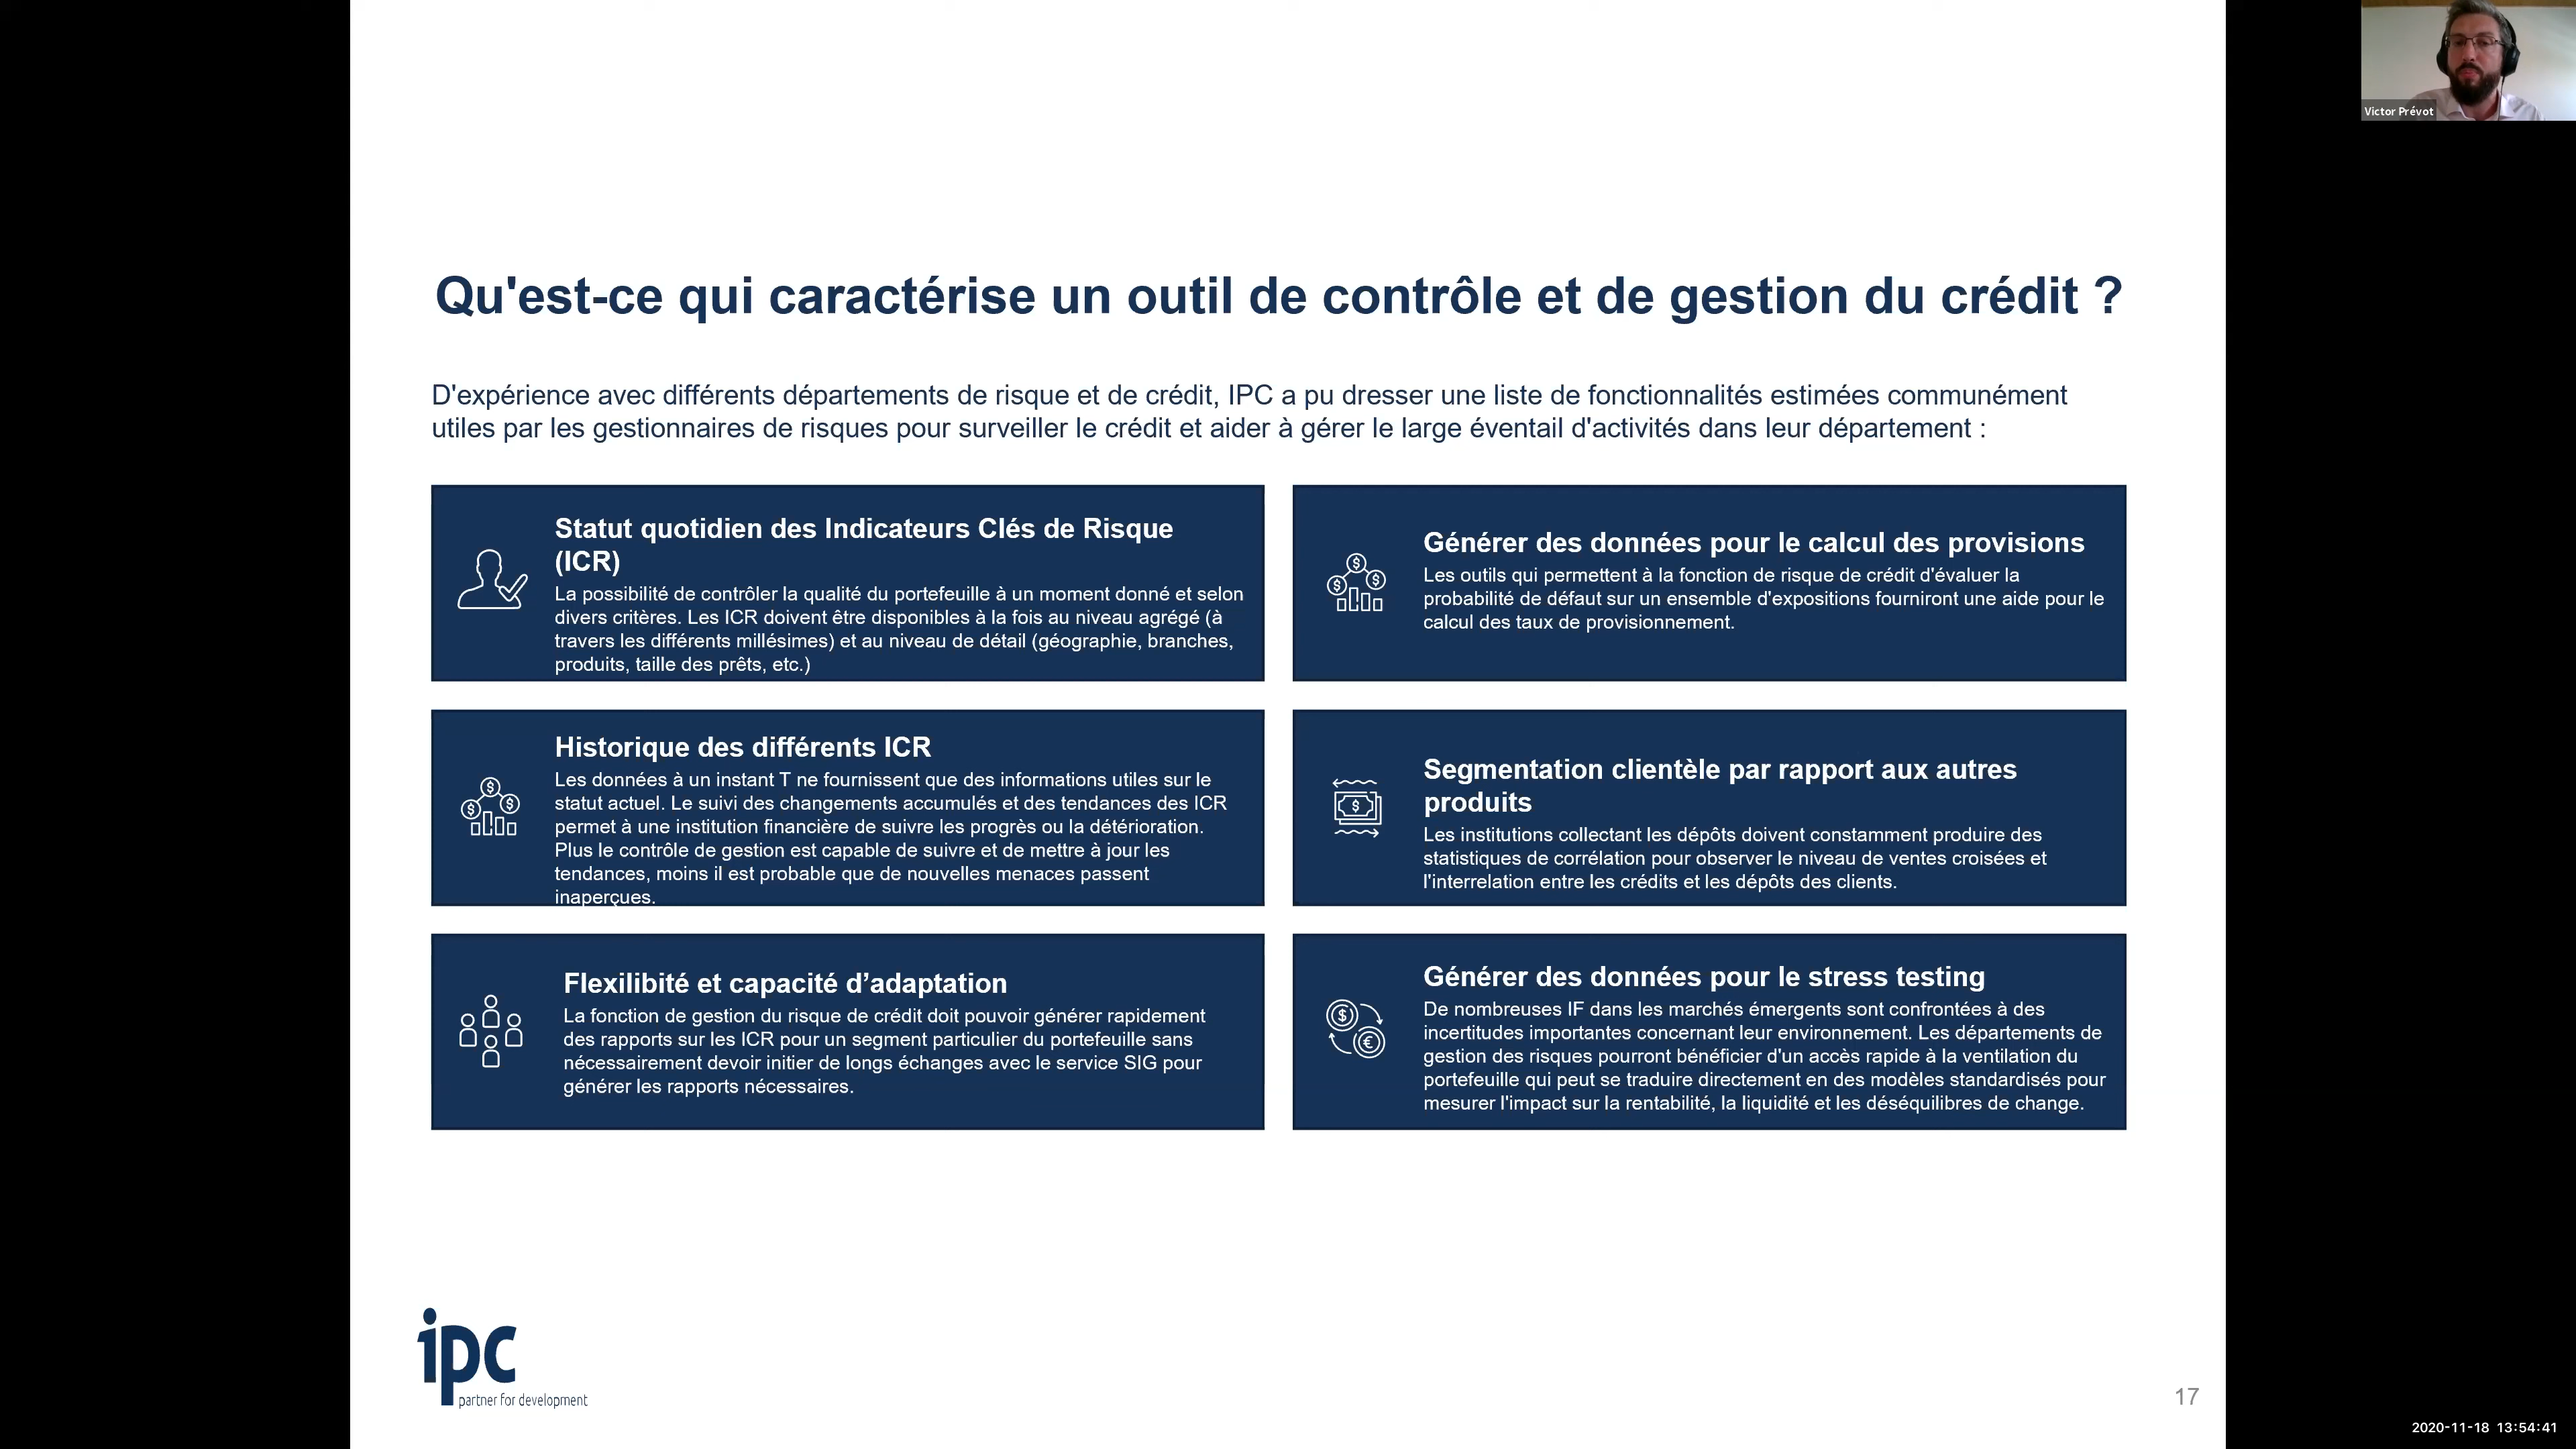 Victor Prévot
Qu'est-ce qui caractérise un outil de contrôle et de gestion du crédit ?
D'expérience avec différents départements de risque et de crédit, IPC a pu dresser une liste de fonctionnalités estimées communément
utiles par les gestionnaires de risques pour surveiller le crédit et aider à gérer le large éventail d'activités dans leur département :
Statut quotidien des Indicateurs Clés de Risque
(ICR)
La possibilité de contrôler la qualité du portefeuille à un moment donné et selon
divers critères. Les ICR doivent être disponibles à la fois au niveau agrégé (à
travers les différents millésimes) et au niveau de détail (géographie, branches,
produits, taille des prêts, etc.)
Générer des données pour le calcul des provisions
Les outils qui permettent à la fonction de risque de crédit d'évaluer la
probabilité de défaut sur un ensemble d'expositions fourniront une aide pour le
calcul des taux de provisionnement.
Historique des différents ICR
Les données à un instant T ne fournissent que des informations utiles sur le
statut actuel. Le suivi des changements accumulés et des tendances des ICR
permet à une institution financière de suivre les progrès ou la détérioration.
Plus le contrôle de gestion est capable de suivre et de mettre à jour les
tendances, moins il est probable que de nouvelles menaces passent
inaperçues.
Segmentation clientèle par rapport aux autres
produits
Les institutions collectant les dépôts doivent constamment produire des
statistiques de corrélation pour observer le niveau de ventes croisées et
l'interrelation entre les crédits et les dépôts des clients.
Flexilibité et capacité d’adaptation
La fonction de gestion du risque de crédit doit pouvoir générer rapidement
des rapports sur les ICR pour un segment particulier du portefeuille sans
nécessairement devoir initier de longs échanges avec le service SIG pour
générer les rapports nécessaires.
Générer des données pour le stress testing
De nombreuses IF dans les marchés émergents sont confrontées à des
incertitudes importantes concernant leur environnement. Les départements de
gestion des risques pourront bénéficier d'un accès rapide à la ventilation du
portefeuille qui peut se traduire directement en des modèles standardisés pour
mesurer l'impact sur la rentabilité, la liquidité et les déséquilibres de change.
ipc
partner for development
17
2020-11-18 13:54:41